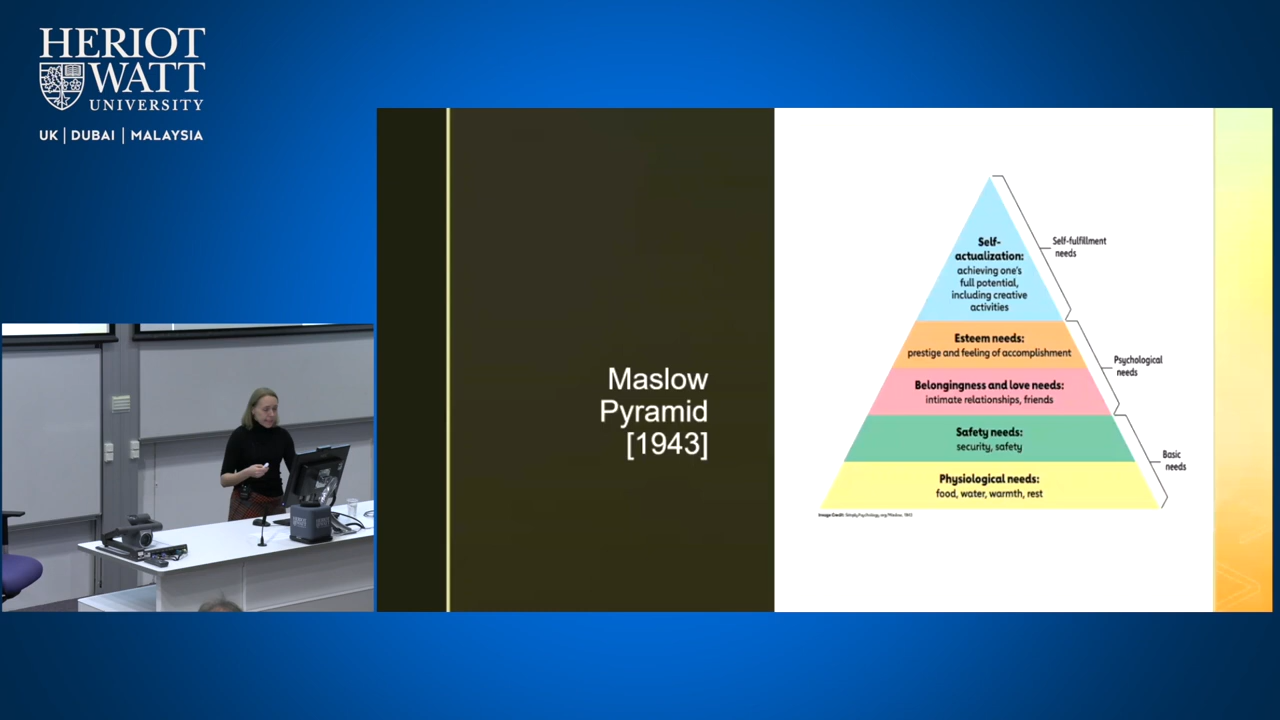 HERIOT
WATT
UNIVERSITY
UK | DUBAI | MALAYSIA
Maslow
Pyramid
[1943]
Self-
actualization:
achieving one's
full potential,
including creative
activities
Self-fulfillment
needs
Esteem needs:
prestige and feeling of accomplishment
Psychological
needs
Belongingness and love needs:
intimate relationships, friends
Safety needs:
security, safety
Basic
needs
Physiological needs:
food, water, warmth, rest